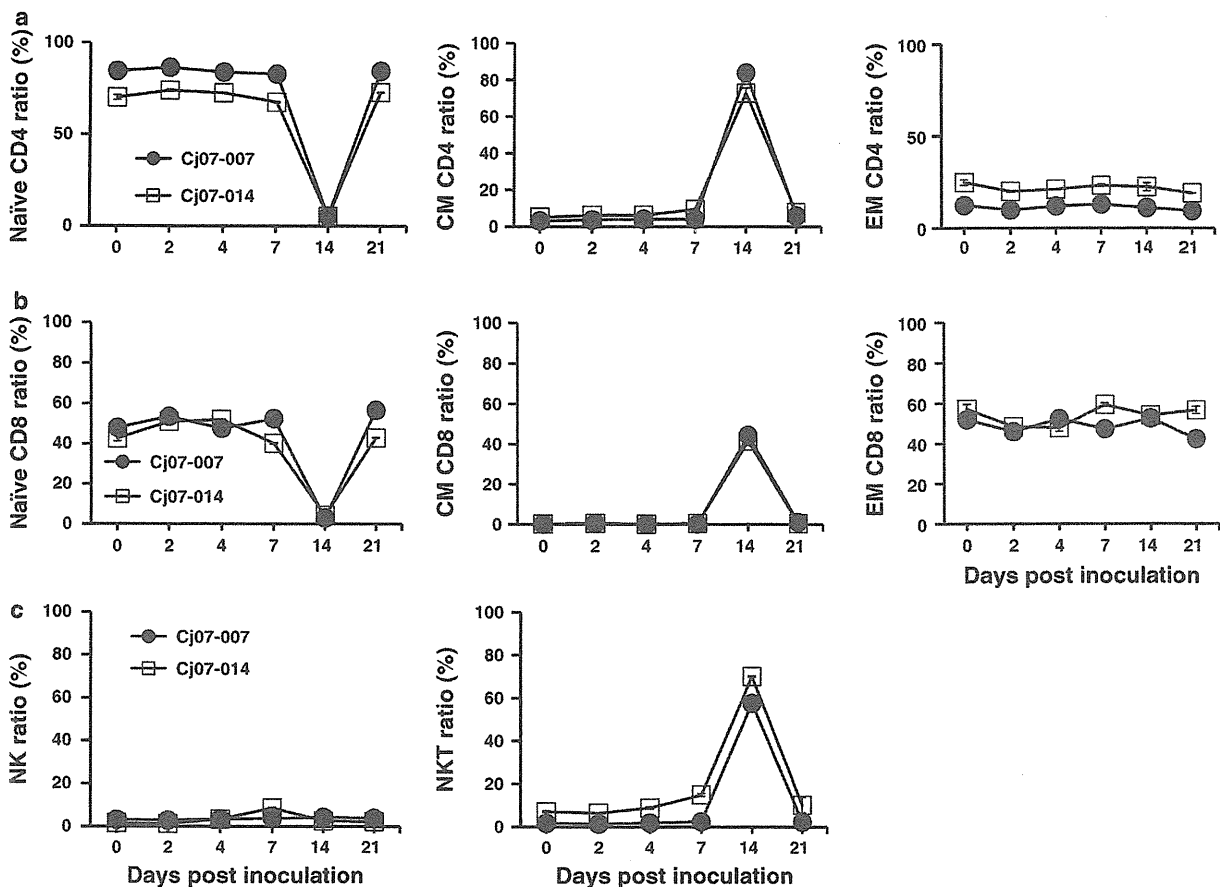 a
Naïve CD4 ratio (%)
100
50
0
Cj07-007
Cj07-014
0 2 4 7 14 21
CM CD4 ratio (%)
100
80
60
40
20
0
0 2 4 7 14 21
EM CD4 ratio (%)
100
50
0
0 2 4 7 14 21
b
Naïve CD8 ratio (%)
100
80
60
40
20
0
Cj07-007
Cj07-014
0 2 4 7 14 21
CM CD8 ratio (%)
100
80
60
40
20
0
0 2 4 7 14 21
EM CD8 ratio (%)
100
80
60
40
20
0
0 2 4 7 14 21
Days post inoculation
c
NK ratio (%)
100
80
60
40
20
0
Cj07-007
Cj07-014
0 2 4 7 14 21
Days post inoculation
NKT ratio (%)
100
80
60
40
20
0
0 2 4 7 14 21
Days post inoculation